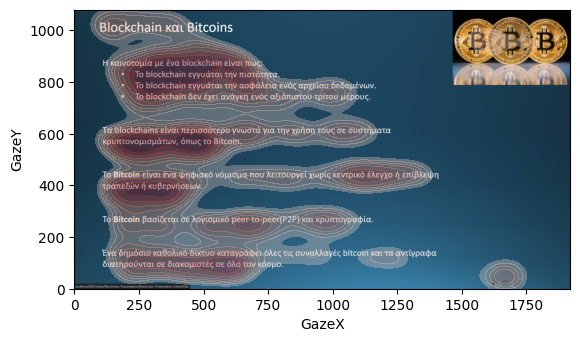 Blockchain και Bitcoins
Η καινοτομία με ένα blockchain είναι πως:
• Το blockchain εγγυάται την πιστότητα.
• Το blockchain εγγυάται την ασφάλεια ενός αρχείου δεδομένων.
• Το blockchain δεν έχει ανάγκη ενός αξιόπιστου τρίτου μέρους.
Τα blockchains είναι περισσότερο γνωστά για την χρήση τους σε συστήματα
κρυπτονομισμάτων, όπως το Bitcoin.
Το Bitcoin είναι ένα ψηφιακό νόμισμα που λειτουργεί χωρίς κεντρικό έλεγχο ή επίβλεψη
τραπεζών ή κυβερνήσεων.
Το Bitcoin βασίζεται σε λογισμικό peer-to-peer(P2P) και κρυπτογραφία.
Ένα δημόσιο καθολικό δίκτυο καταγράφει όλες τις συναλλαγές bitcoin και τα αντίγραφα
διατηρούνται σε διακομιστές σε όλο τον κόσμο.
GazeY
1000
800
600
400
200
0
0 250 500 750 1000 1250 1500 1750
GazeX